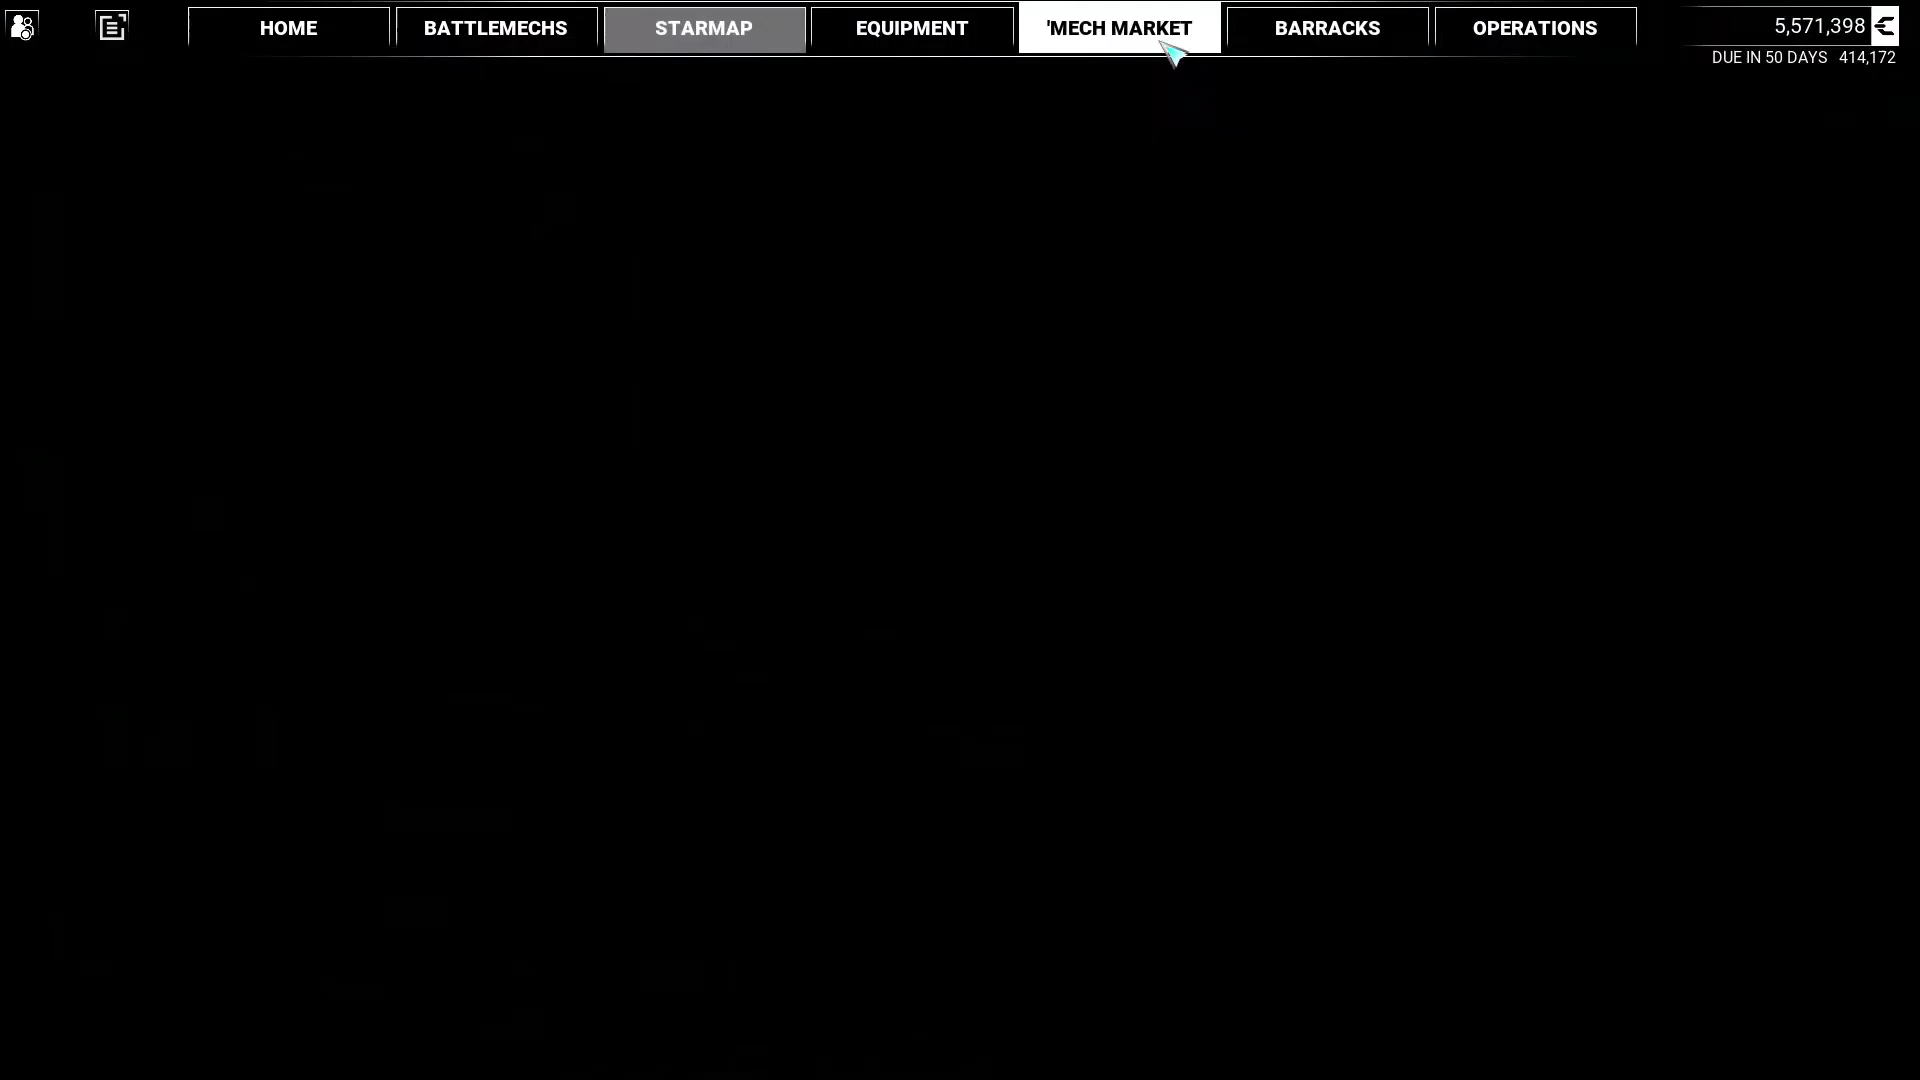 HOME
BATTLEMECHS
STARMAP
EQUIPMENT
'MECH MARKET
BARRACKS
OPERATIONS
5,571,398
DUE IN 50 DAYS 414,172